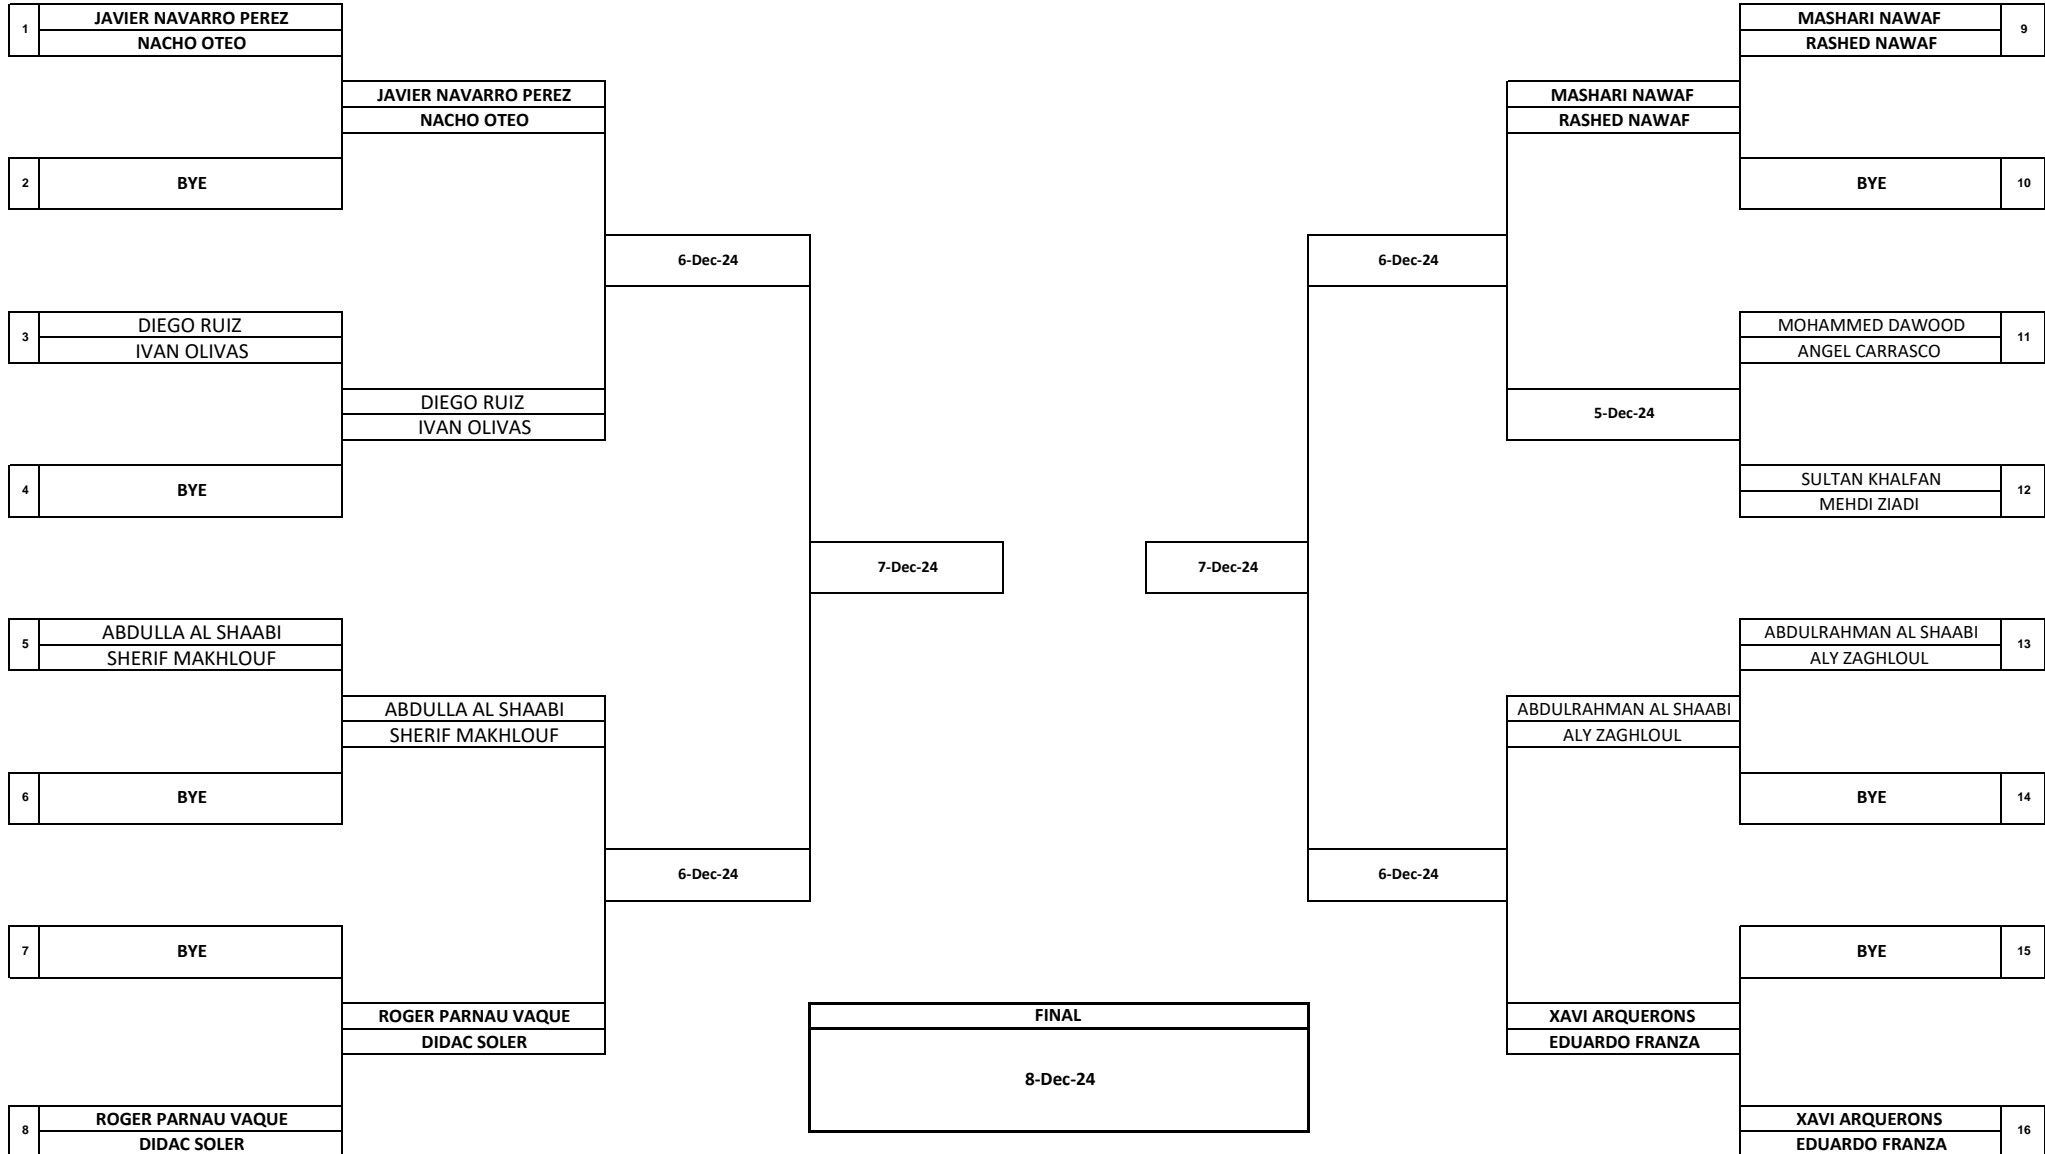 1
JAVIER NAVARRO PEREZ
NACHO OTEO
JAVIER NAVARRO PEREZ
NACHO OTEO
2
BYE
6-Dec-24
3
DIEGO RUIZ
IVAN OLIVAS
DIEGO RUIZ
IVAN OLIVAS
4
BYE
7-Dec-24
5
ABDULLA AL SHAABI
SHERIF MAKHLOUF
ABDULLA AL SHAABI
SHERIF MAKHLOUF
6
BYE
6-Dec-24
7
BYE
ROGER PARNAU VAQUE
DIDAC SOLER
8
ROGER PARNAU VAQUE
DIDAC SOLER
FINAL
8-Dec-24
MASHARI NAWAF
RASHED NAWAF
9
MASHARI NAWAF
RASHED NAWAF
BYE
10
6-Dec-24
MOHAMMED DAWOOD
ANGEL CARRASCO
11
5-Dec-24
SULTAN KHALFAN
MEHDI ZIADI
12
7-Dec-24
ABDULRAHMAN AL SHAABI
ALY ZAGHLOUL
13
ABDULRAHMAN AL SHAABI
ALY ZAGHLOUL
BYE
14
6-Dec-24
BYE
15
XAVI ARQUERONS
EDUARDO FRANZA
XAVI ARQUERONS
EDUARDO FRANZA
16